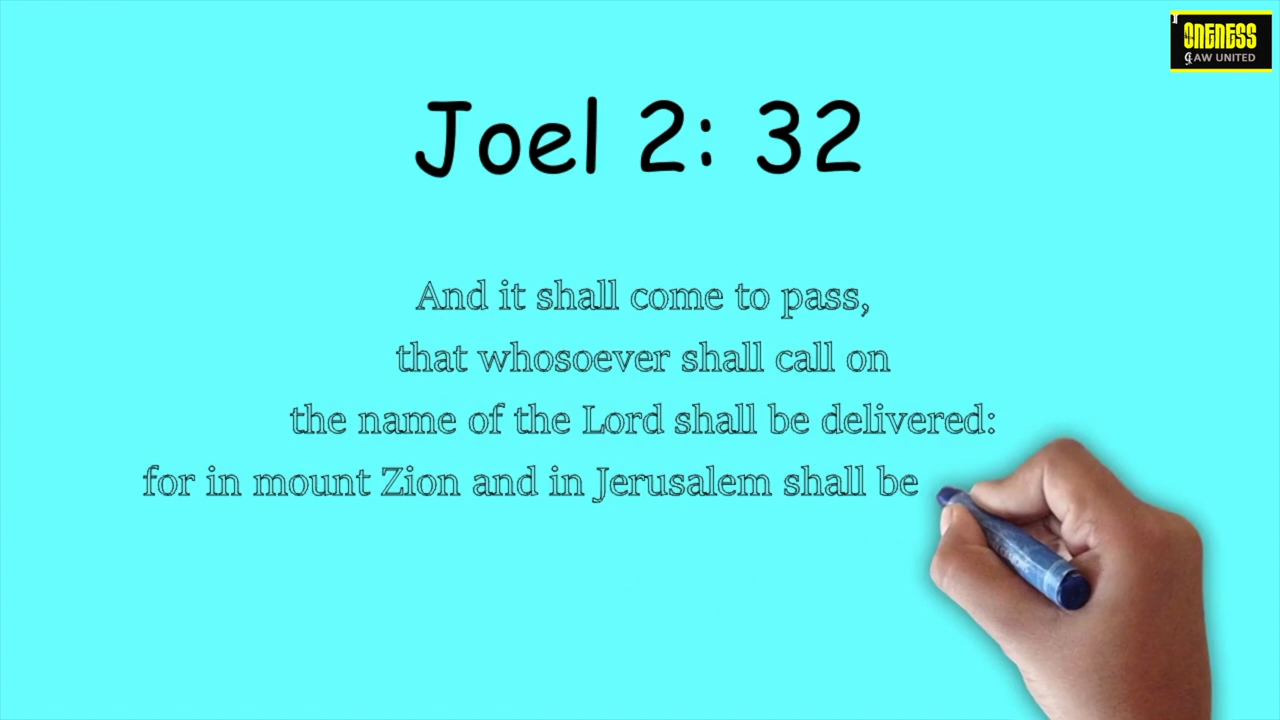 ONENESS
JAW UNITED
Joel 2: 32
And it shall come to pass,
that whosoever shall call on
the name of the Lord shall be delivered:
for in mount Zion and in Jerusalem shall be